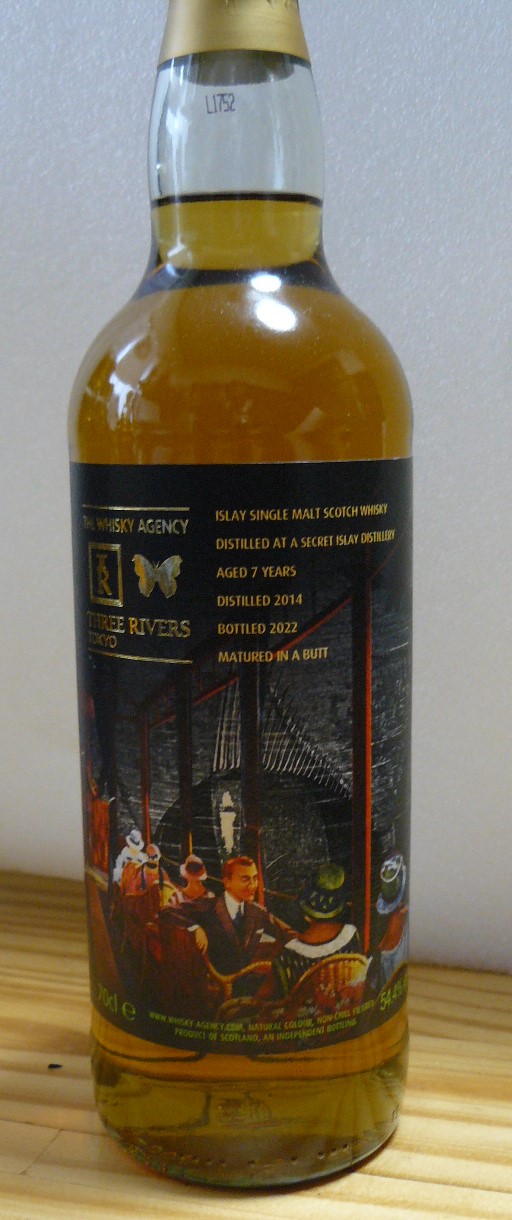 L1752
THE WHISKY AGENCY
TR
THREE RIVERS
TOKYO
ISLAY SINGLE MALT SCOTCH WHISKY
DISTILLED AT A SECRET ISLAY DISTILLERY
AGED 7 YEARS
DISTILLED 2014
BOTTLED 2022
MATURED IN A BUTT
70cl e
WWW.WHISKY-AGENCY.COM, NATURAL COLOUR, NON-CHILL FILTERED
PRODUCT OF SCOTLAND, AN INDEPENDENT BOTTLING